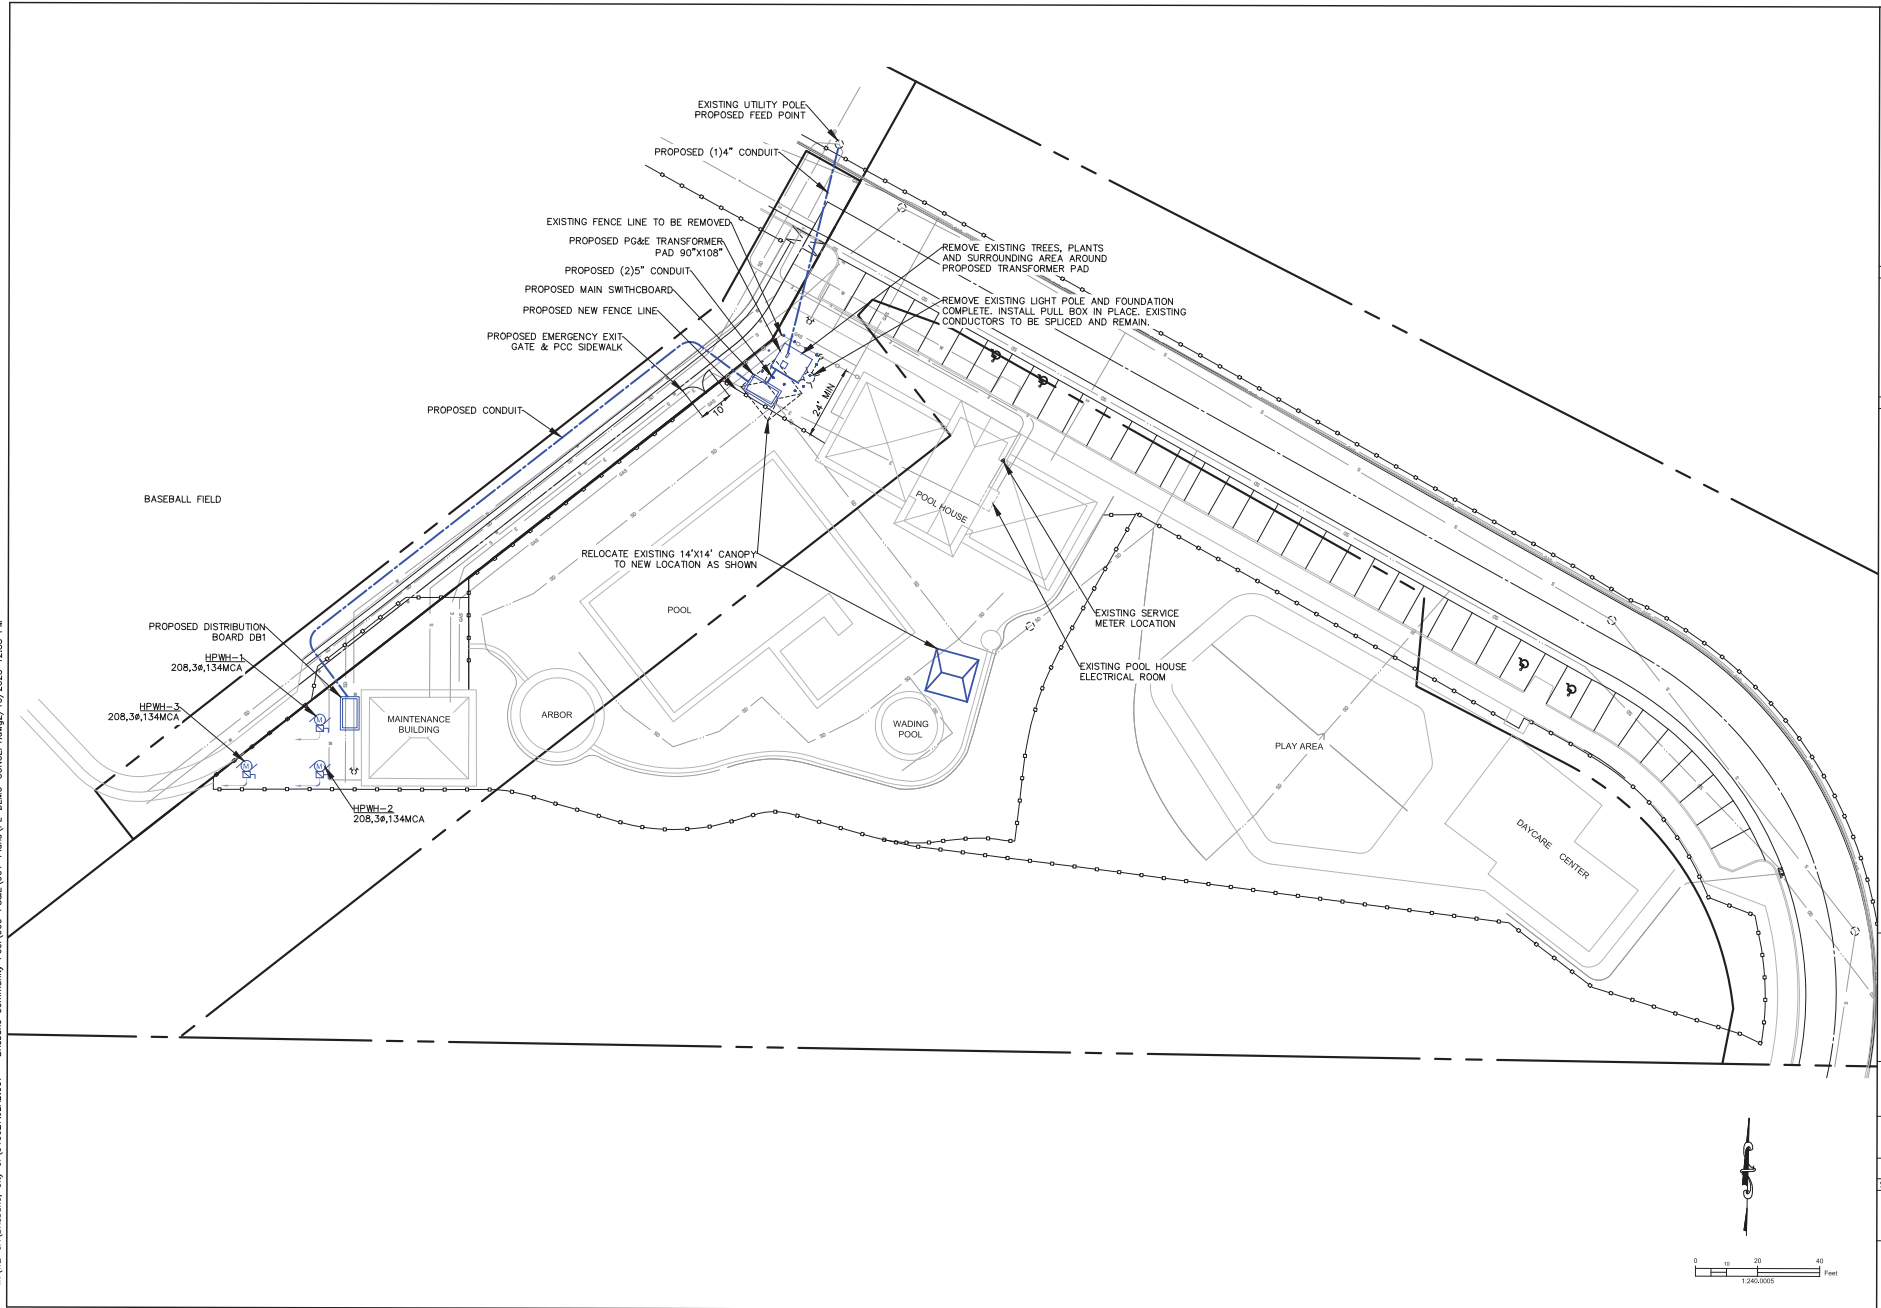 EXISTING UTILITY POLE
PROPOSED FEED POINT
PROPOSED (1)4" CONDUIT
EXISTING FENCE LINE TO BE REMOVED
PROPOSED PG&E TRANSFORMER
PAD 90"X108"
PROPOSED (2)5" CONDUIT
PROPOSED MAIN SWITHCBOARD
PROPOSED NEW FENCE LINE
PROPOSED EMERGENCY EXIT
GATE & PCC SIDEWALK
PROPOSED CONDUIT
REMOVE EXISTING TREES, PLANTS
AND SURROUNDING AREA AROUND
PROPOSED TRANSFORMER PAD
REMOVE EXISTING LIGHT POLE AND FOUNDATION
COMPLETE. INSTALL PULL BOX IN PLACE. EXISTING
CONDUCTORS TO BE SPLICED AND REMAIN.
10'
24' MIN
BASEBALL FIELD
POOL HOUSE
RELOCATE EXISTING 14'X14' CANOPY
TO NEW LOCATION AS SHOWN
POOL
EXISTING SERVICE
METER LOCATION
EXISTING POOL HOUSE
ELECTRICAL ROOM
PROPOSED DISTRIBUTION
BOARD DB1
HPWH-1
208,3ø,134MCA
HPWH-3
208,3ø,134MCA
HPWH-2
208,3ø,134MCA
M
M
M
MAINTENANCE
BUILDING
ARBOR
WADING
POOL
PLAY AREA
DAYCARE CENTER
0 10 20 40
Feet
1:240.0005